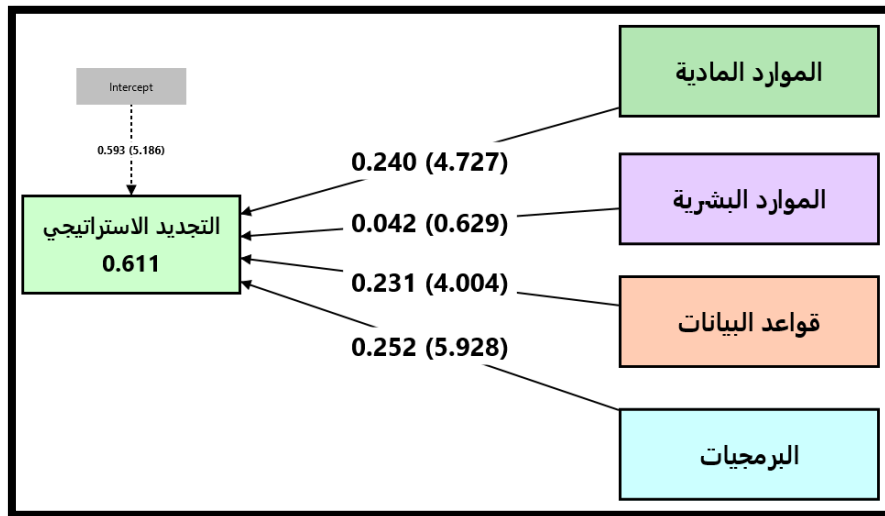 الموارد المادية
Intercept
0.593 (5.186)
0.240 (4.727)
الموارد البشرية
التجديد الاستراتيجي
0.611
0.042 (0.629)
0.231 (4.004)
قواعد البيانات
0.252 (5.928)
البرمجيات